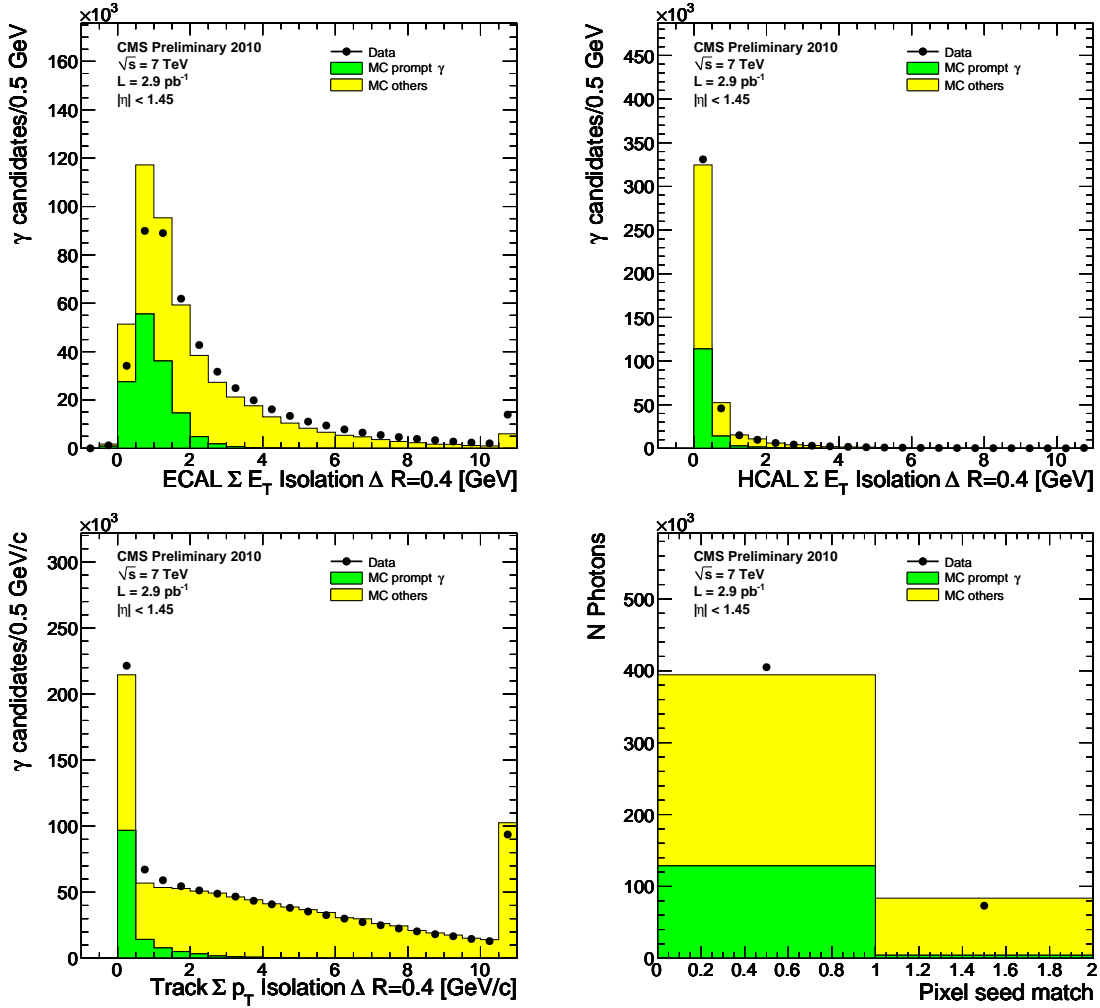 ×10³
γ candidates/0.5 GeV
CMS Preliminary 2010
√s = 7 TeV
L = 2.9 pb⁻¹
|η| < 1.45
Data
MC prompt γ
MC others
160
140
120
100
80
60
40
20
0
0 2 4 6 8 10
ECAL Σ E_T Isolation Δ R=0.4 [GeV]
×10³
γ candidates/0.5 GeV
CMS Preliminary 2010
√s = 7 TeV
L = 2.9 pb⁻¹
|η| < 1.45
Data
MC prompt γ
MC others
450
400
350
300
250
200
150
100
50
0
0 2 4 6 8 10
HCAL Σ E_T Isolation Δ R=0.4 [GeV]
×10³
γ candidates/0.5 GeV/c
CMS Preliminary 2010
√s = 7 TeV
L = 2.9 pb⁻¹
|η| < 1.45
Data
MC prompt γ
MC others
300
250
200
150
100
50
0
0 2 4 6 8 10
Track Σ p_T Isolation Δ R=0.4 [GeV/c]
×10³
N Photons
CMS Preliminary 2010
√s = 7 TeV
L = 2.9 pb⁻¹
|η| < 1.45
Data
MC prompt γ
MC others
500
400
300
200
100
0
0 0.2 0.4 0.6 0.8 1 1.2 1.4 1.6 1.8 2
Pixel seed match